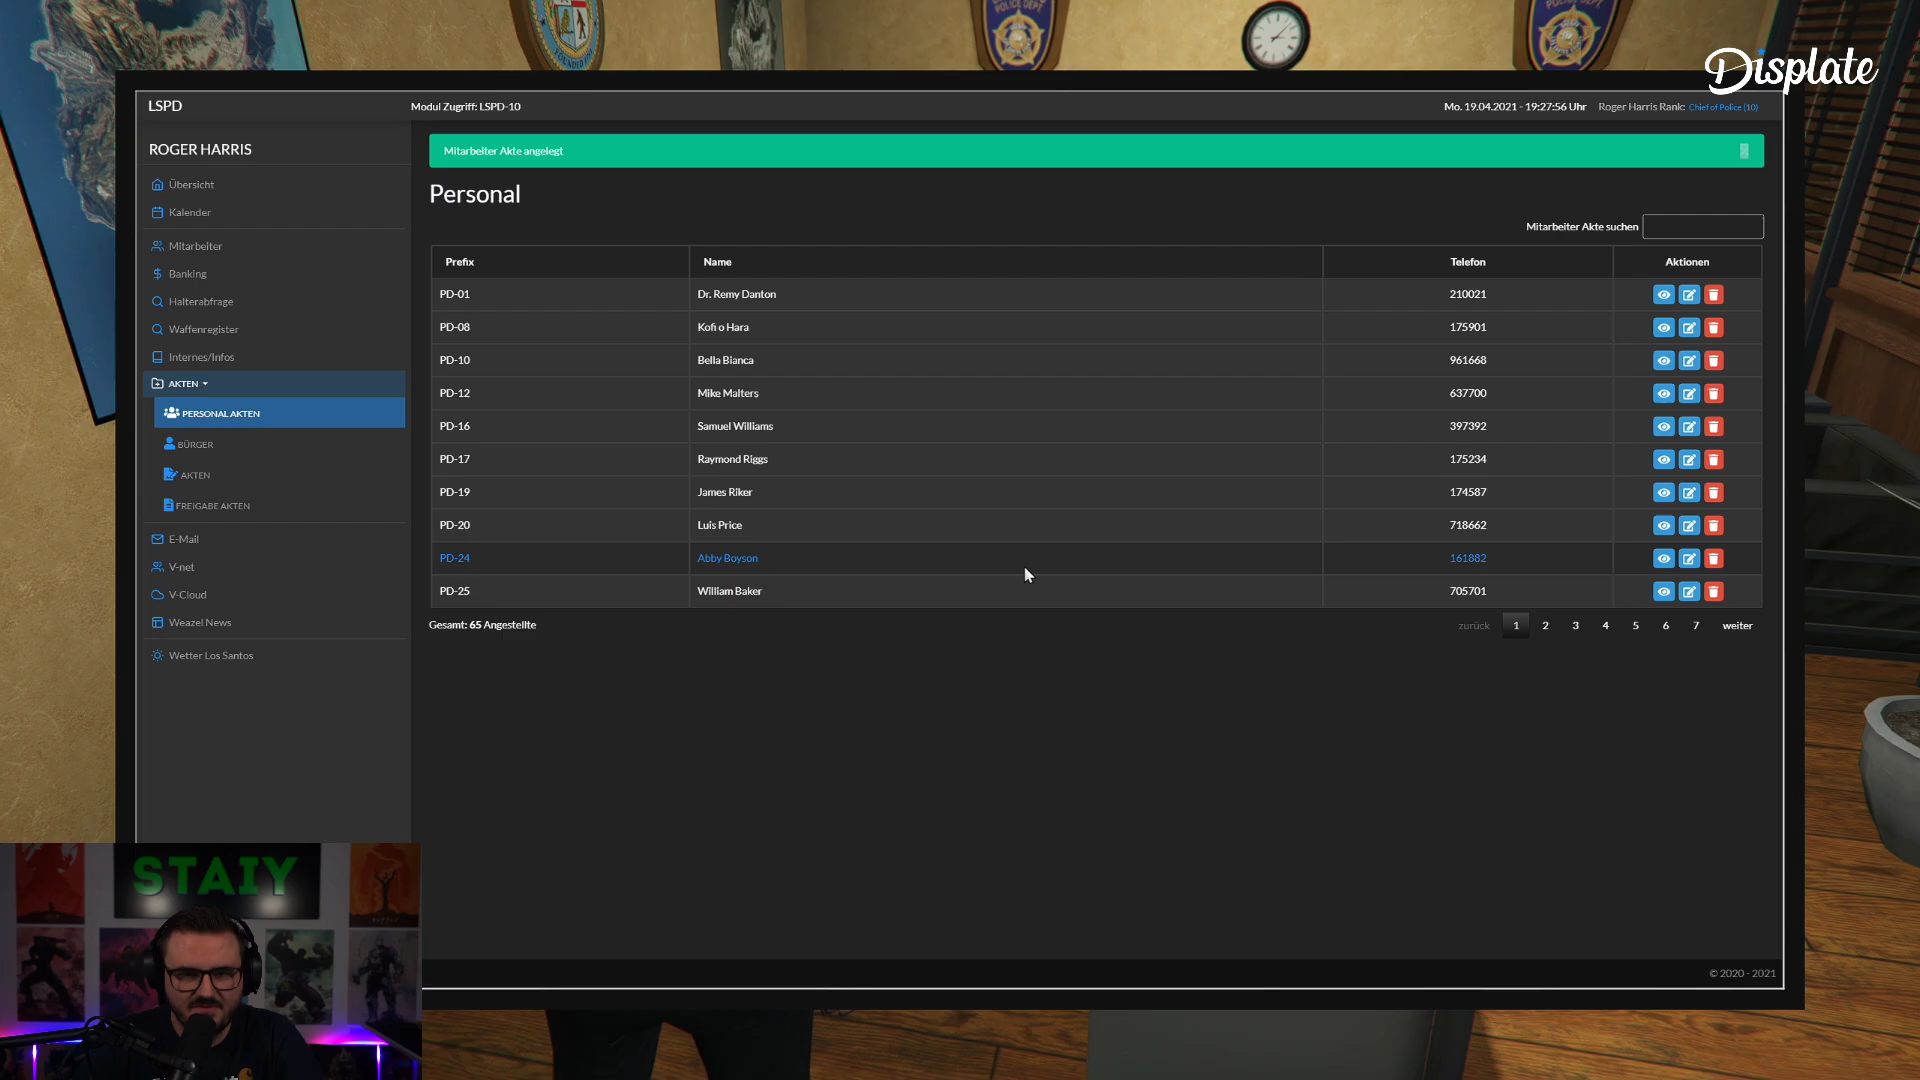 Displate
LSPD
Modul Zugriff: LSPD-10
Mo. 19.04.2021 - 19:27:56 Uhr
Roger Harris Rank: Chief of Police (10)
ROGER HARRIS
Übersicht
Kalender
Mitarbeiter
Banking
Halterabfrage
Waffenregister
Internes/Infos
AKTEN
PERSONAL AKTEN
BÜRGER
AKTEN
FREIGABE AKTEN
E-Mail
V-net
V-Cloud
Weazel News
Wetter Los Santos
Mitarbeiter Akte angelegt
Personal
Mitarbeiter Akte suchen
Prefix Name Telefon Aktionen
PD-01 Dr. Remy Danton 210021
PD-08 Kofi o Hara 175901
PD-10 Bella Bianca 961668
PD-12 Mike Malters 637700
PD-16 Samuel Williams 397392
PD-17 Raymond Riggs 175234
PD-19 James Riker 174587
PD-20 Luis Price 718662
PD-24 Abby Boyson 161882
PD-25 William Baker 705701
Gesamt: 65 Angestellte
zurück 1 2 3 4 5 6 7 weiter
© 2020 - 2021
STAIY